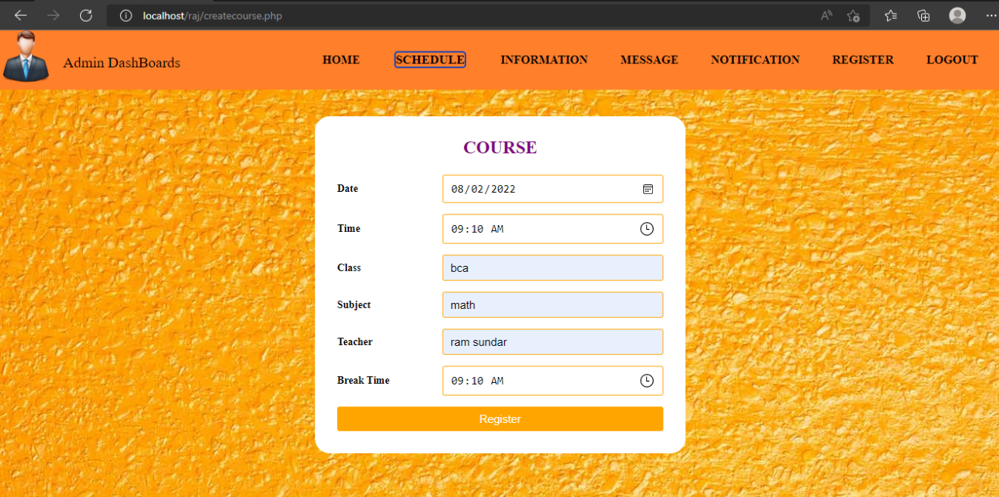 localhost/raj/createcourse.php
Admin DashBoards HOME SCHEDULE INFORMATION MESSAGE NOTIFICATION REGISTER LOGOUT
COURSE
Date 08/02/2022
Time 09:10 AM
Class bca
Subject math
Teacher ram sundar
Break Time 09:10 AM
Register